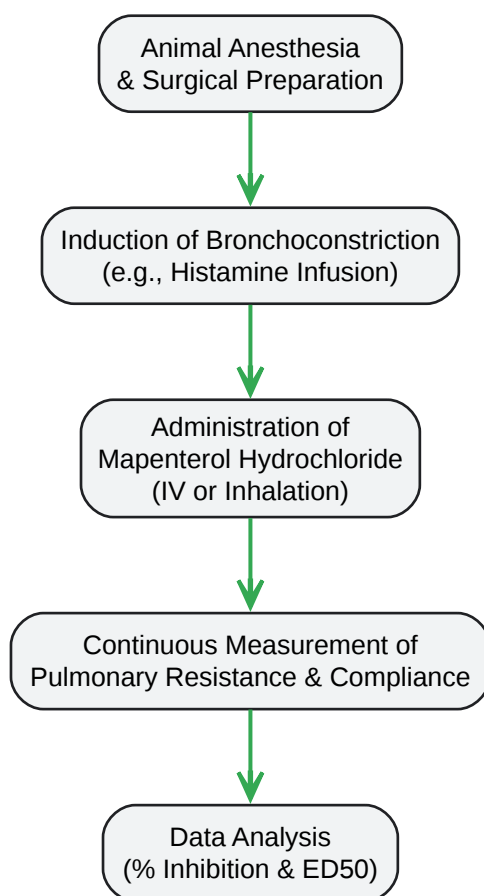 Animal Anesthesia
& Surgical Preparation
Induction of Bronchoconstriction
(e.g., Histamine Infusion)
Administration of
Mapenterol Hydrochloride
(IV or Inhalation)
Continuous Measurement of
Pulmonary Resistance & Compliance
Data Analysis
(% Inhibition & ED50)